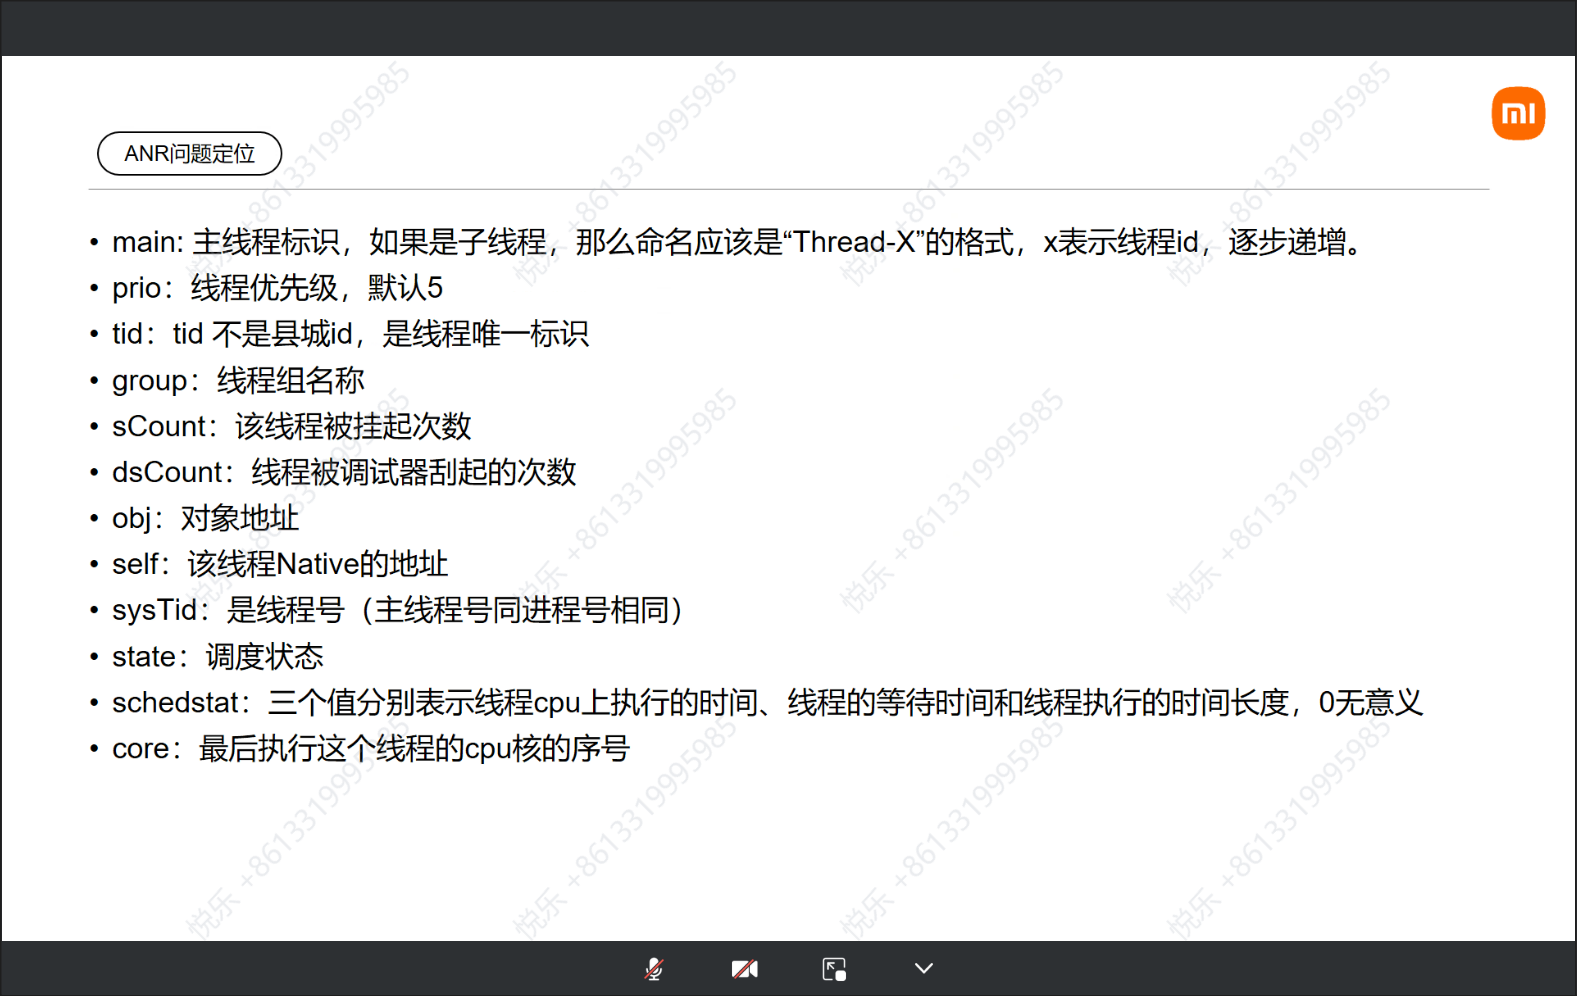 ANR问题定位
• main: 主线程标识，如果是子线程，那么命名应该是“Thread-X”的格式，x表示线程id，逐步递增。
• prio：线程优先级，默认5
• tid：tid 不是县城id，是线程唯一标识
• group：线程组名称
• sCount：该线程被挂起次数
• dsCount：线程被调试器刮起的次数
• obj：对象地址
• self：该线程Native的地址
• sysTid：是线程号（主线程号同进程号相同）
• state：调度状态
• schedstat：三个值分别表示线程cpu上执行的时间、线程的等待时间和线程执行的时间长度，0无意义
• core：最后执行这个线程的cpu核的序号
悦乐 +8613319995985
悦乐 +8613319995985
悦乐 +8613319995985
悦乐 +8613319995985
悦乐 +8613319995985
悦乐 +8613319995985
悦乐 +8613319995985
悦乐 +8613319995985
悦乐 +8613319995985
悦乐 +8613319995985
悦乐 +8613319995985
悦乐 +8613319995985